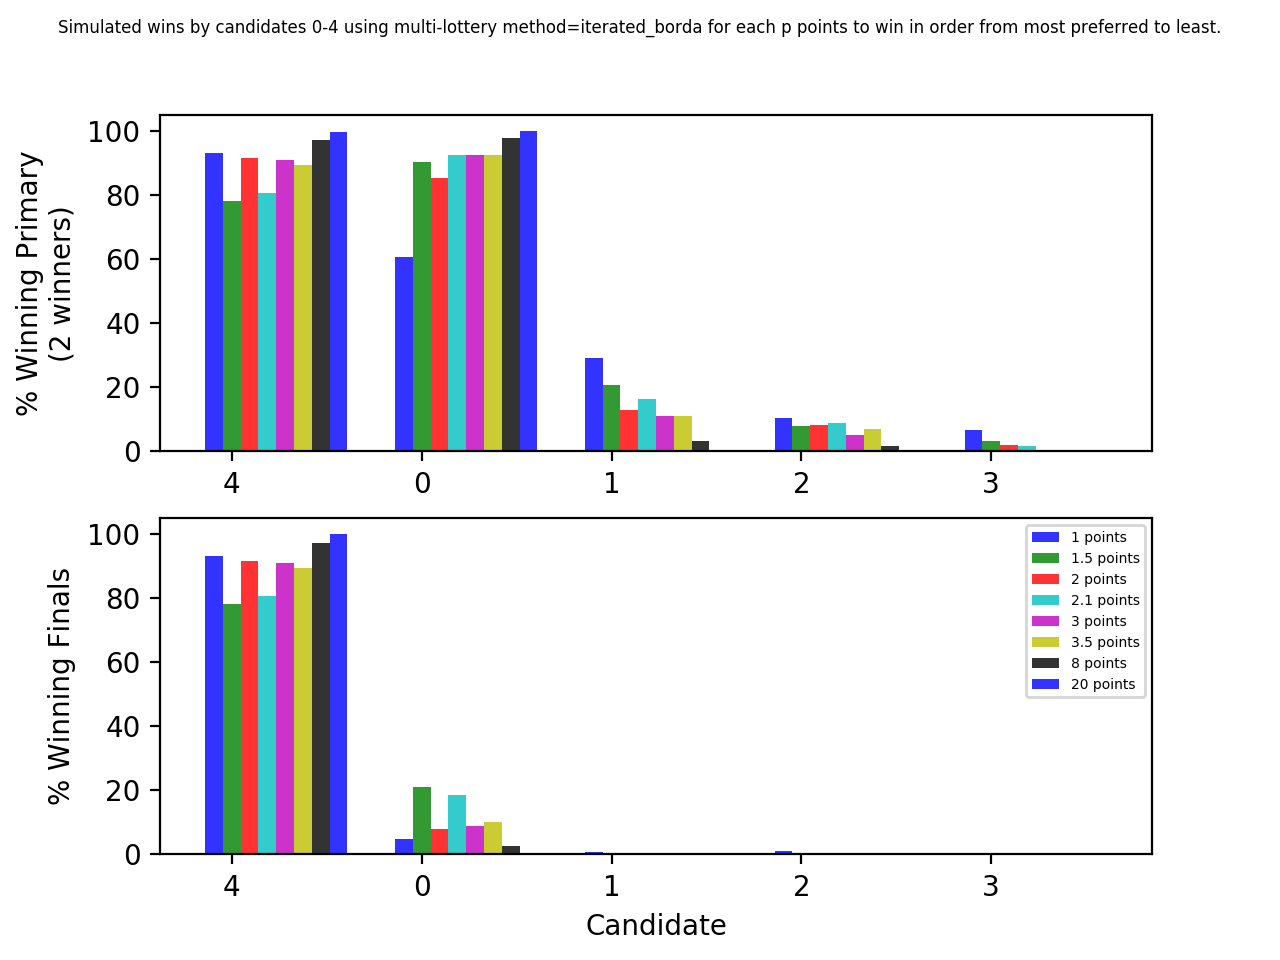 Simulated wins by candidates 0-4 using multi-lottery method=iterated_borda for each p points to win in order from most preferred to least.
% Winning Primary
(2 winners)
100
80
60
40
20
0
4
0
1
2
3
% Winning Finals
100
80
60
40
20
0
1 points
1.5 points
2 points
2.1 points
3 points
3.5 points
8 points
20 points
4
0
1
2
3
Candidate